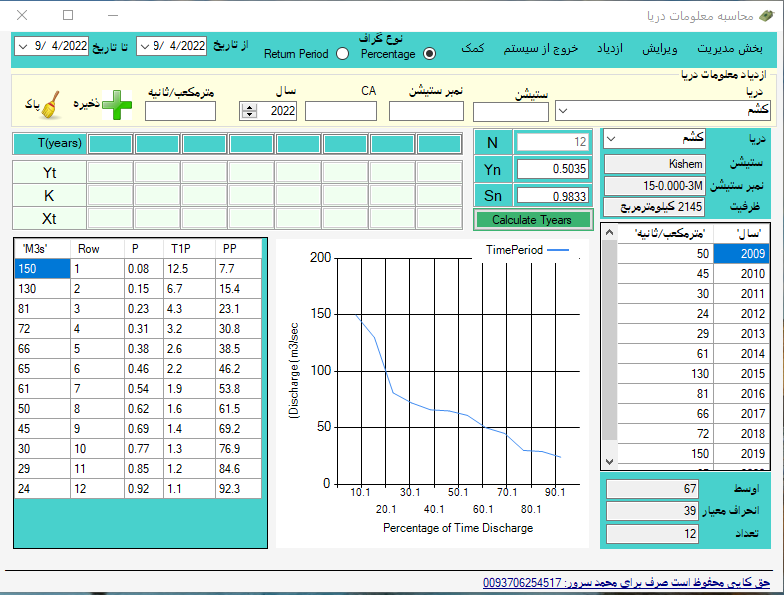 محاسبه معلومات دریا
بخش مدیریت ویرایش ازدیاد خروج از سیستم کمک
نوع گراف
Percentage Return Period
از تاریخ 9/ 4/2022 تا تاریخ 9/ 4/2022
ازدیاد معلومات دریا
دریا ستیشن نمبر ستیشن CA سال مترمکعب/ثانیه ذخیره پاک
کشم 2022
T(years)
Yt
K
Xt
N 12
Yn 0.5035
Sn 0.9833
Calculate Tyears
دریا کشم
ستیشن Kishem
نمبر ستیشن 15-0.000-3M
ظرفیت 2145 کیلومترمربع
'M3s' Row P T1P PP
150 1 0.08 12.5 7.7
130 2 0.15 6.7 15.4
81 3 0.23 4.3 23.1
72 4 0.31 3.2 30.8
66 5 0.38 2.6 38.5
65 6 0.46 2.2 46.2
61 7 0.54 1.9 53.8
50 8 0.62 1.6 61.5
45 9 0.69 1.4 69.2
30 10 0.77 1.3 76.9
29 11 0.85 1.2 84.6
24 12 0.92 1.1 92.3
TimePeriod
(Discharge (m3/sec
200
150
100
50
0
10.1 30.1 50.1 70.1 90.1
20.1 40.1 60.1 80.1
Percentage of Time Discharge
'سال' 'مترمکعب/ثانیه'
2009 50
2010 45
2011 30
2012 24
2013 29
2014 61
2015 130
2016 81
2017 66
2018 72
2019 150
اوسط 67
انحراف معیار 39
تعداد 12
حق کاپی محفوظ است صرف برای محمد سرور: 0093706254517